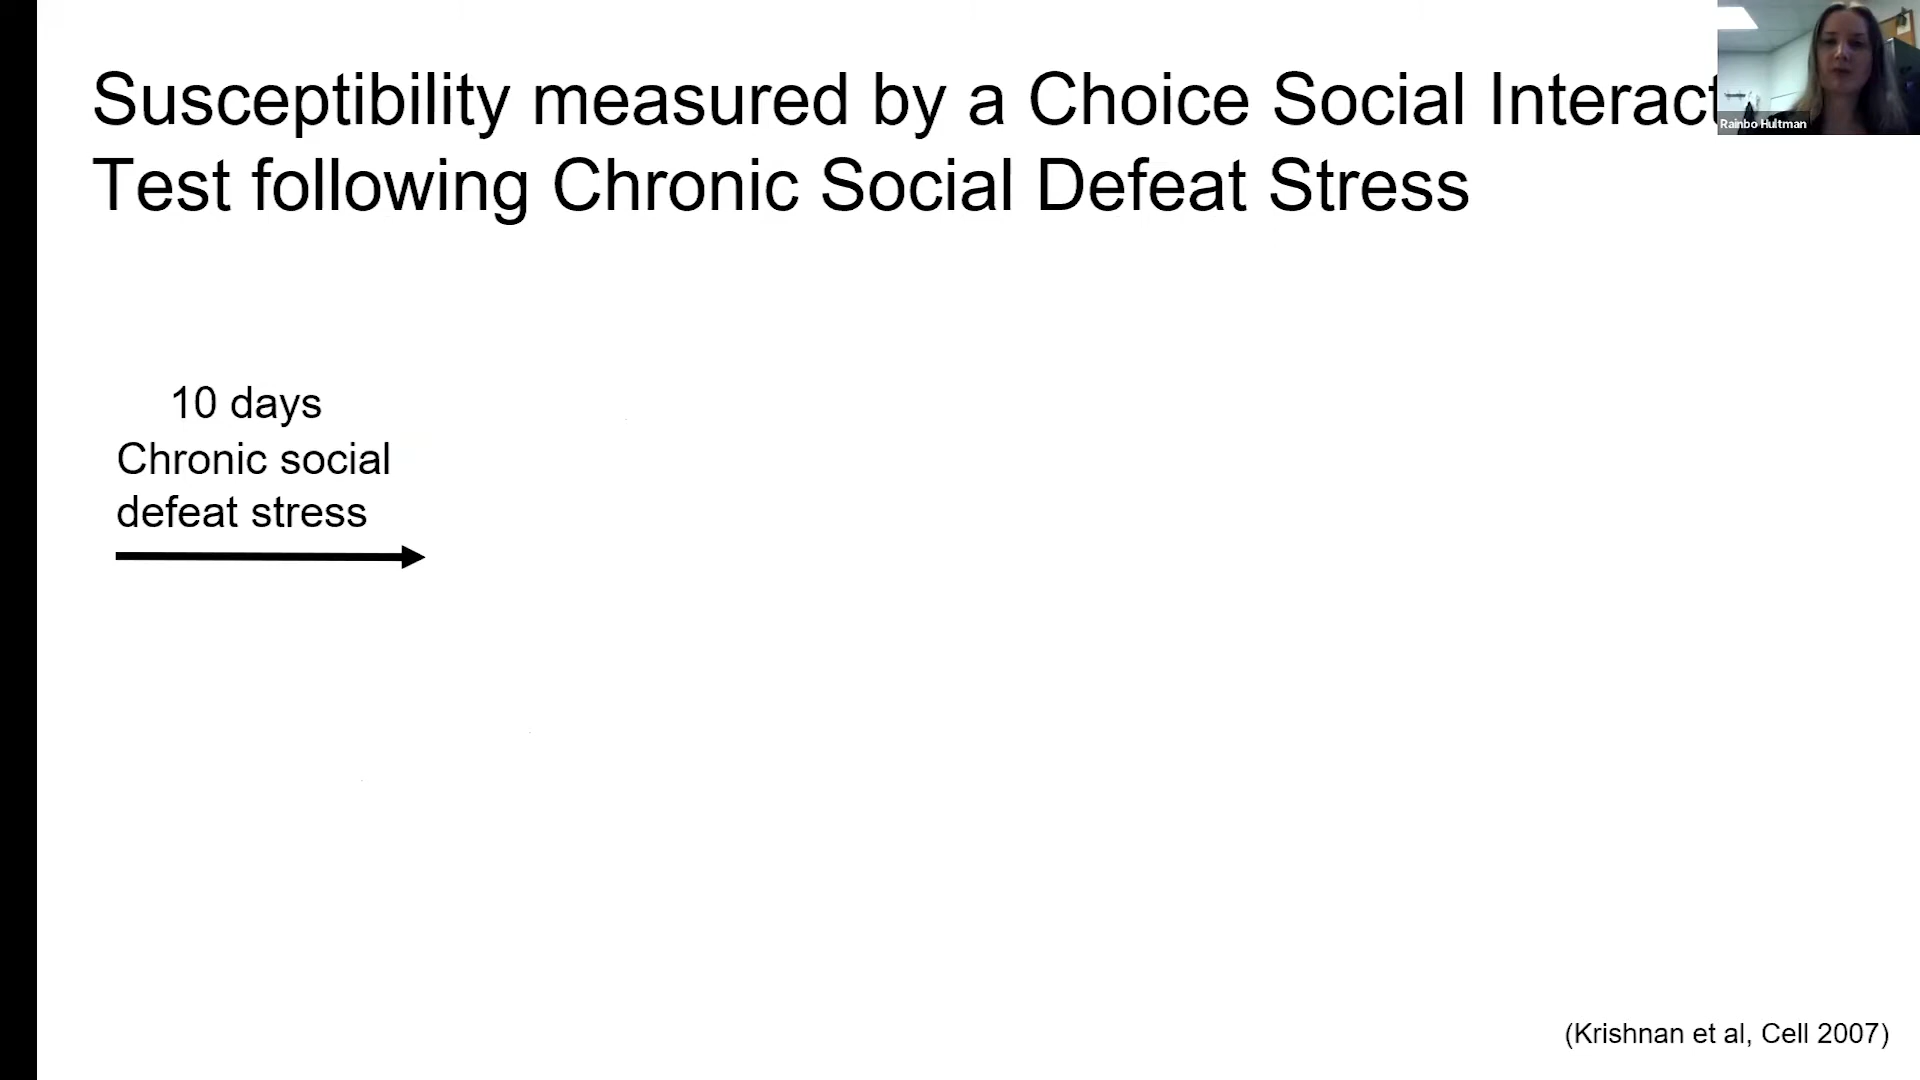 Susceptibility measured by a Choice Social Interact
Test following Chronic Social Defeat Stress
Rainbo Hultman
10 days
Chronic social
defeat stress
(Krishnan et al, Cell 2007)